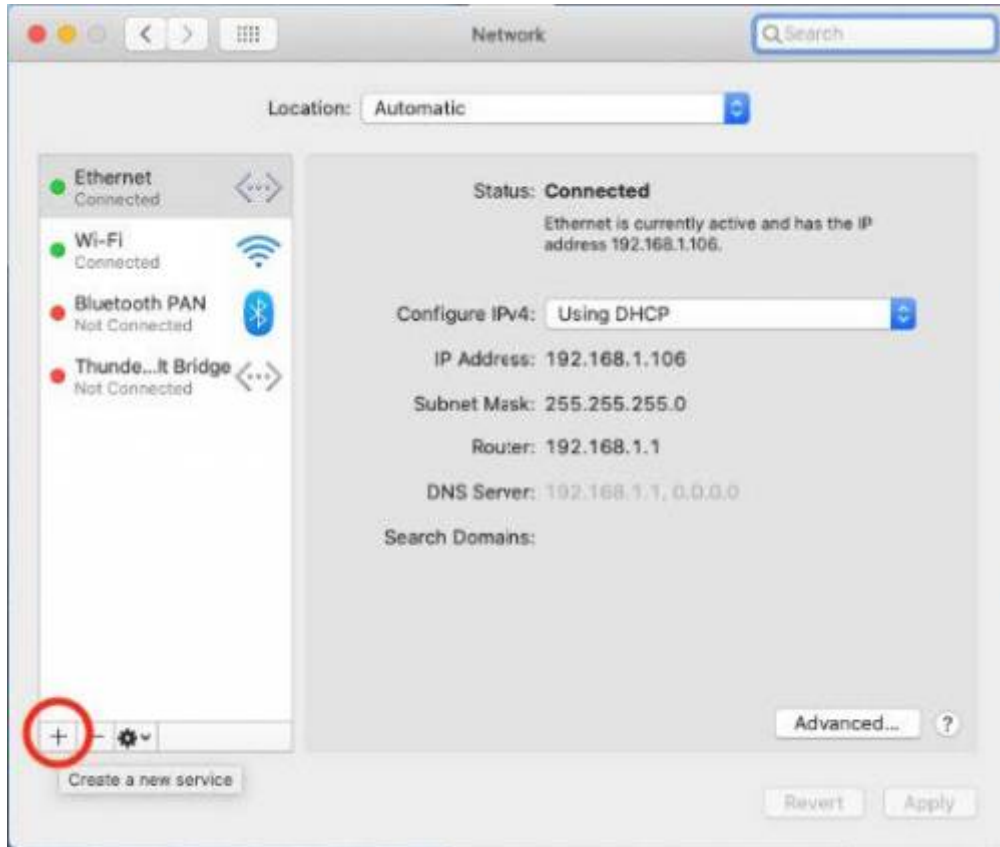 Network
Search
Location: Automatic
Ethernet
Connected
Wi-Fi
Connected
Bluetooth PAN
Not Connected
Thunde...lt Bridge
Not Connected
Status: Connected
Ethernet is currently active and has the IP
address 192.168.1.106.
Configure IPv4: Using DHCP
IP Address: 192.168.1.106
Subnet Mask: 255.255.255.0
Router: 192.168.1.1
DNS Server: 192.168.1.1, 0.0.0.0
Search Domains:
Advanced... ?
+ −
Create a new service
Revert Apply